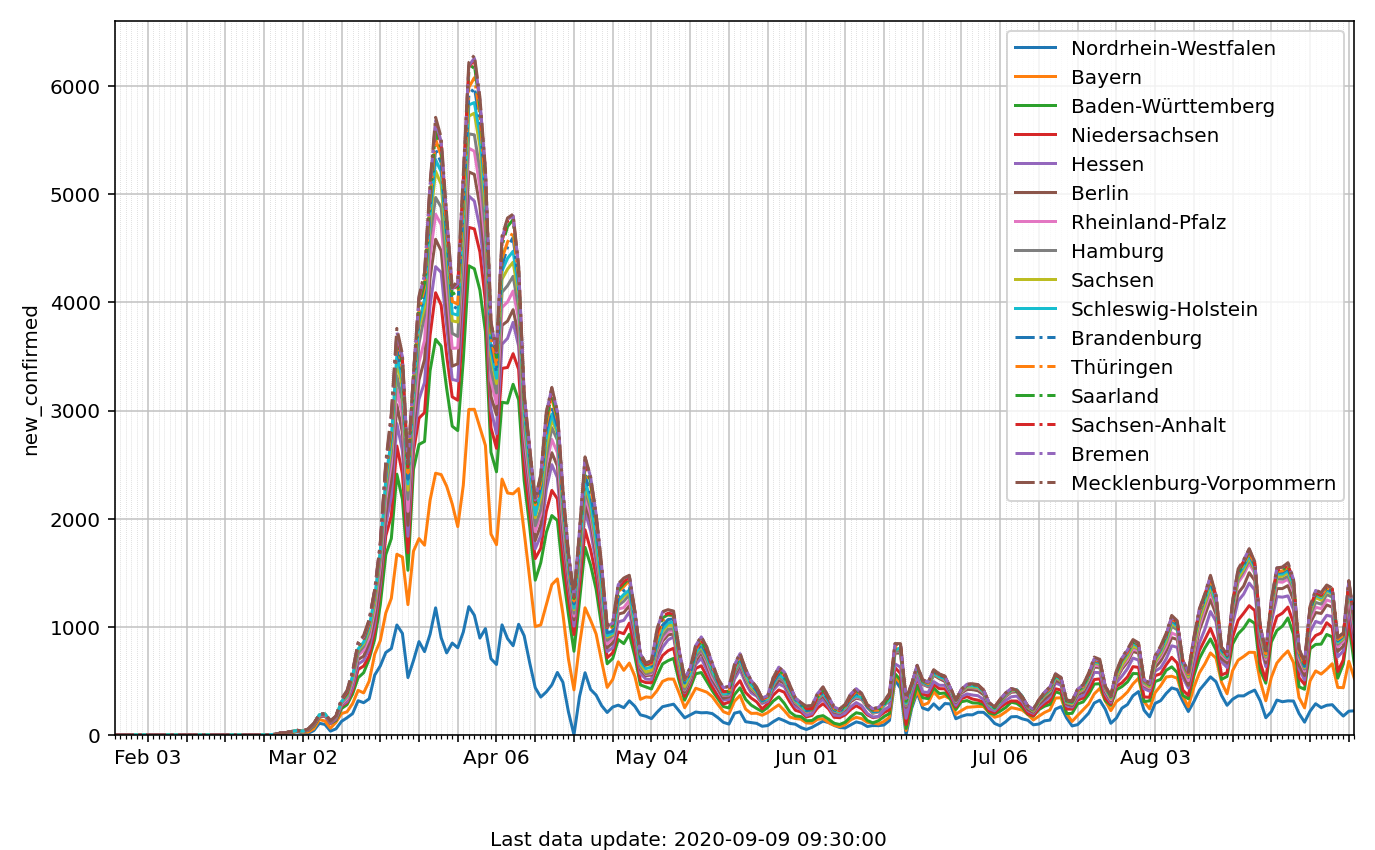 new_confirmed
6000
5000
4000
3000
2000
1000
0
Feb 03
Mar 02
Apr 06
May 04
Jun 01
Jul 06
Aug 03
Nordrhein-Westfalen
Bayern
Baden-Württemberg
Niedersachsen
Hessen
Berlin
Rheinland-Pfalz
Hamburg
Sachsen
Schleswig-Holstein
Brandenburg
Thüringen
Saarland
Sachsen-Anhalt
Bremen
Mecklenburg-Vorpommern
Last data update: 2020-09-09 09:30:00